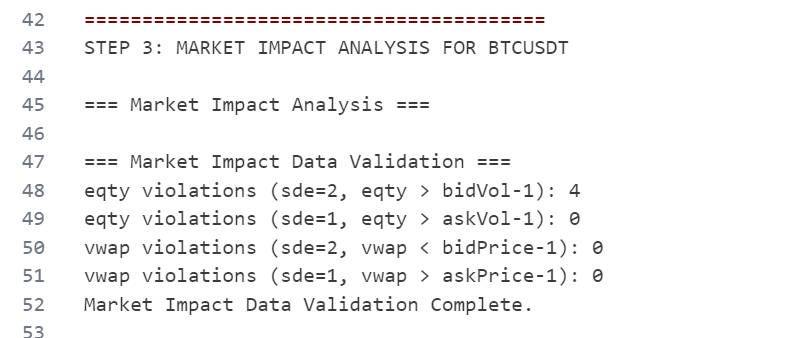 42 ========================================
43 STEP 3: MARKET IMPACT ANALYSIS FOR BTCUSDT
44
45 === Market Impact Analysis ===
46
47 === Market Impact Data Validation ===
48 eqty violations (sde=2, eqty > bidVol-1): 4
49 eqty violations (sde=1, eqty > askVol-1): 0
50 vwap violations (sde=2, vwap < bidPrice-1): 0
51 vwap violations (sde=1, vwap > askPrice-1): 0
52 Market Impact Data Validation Complete.
53